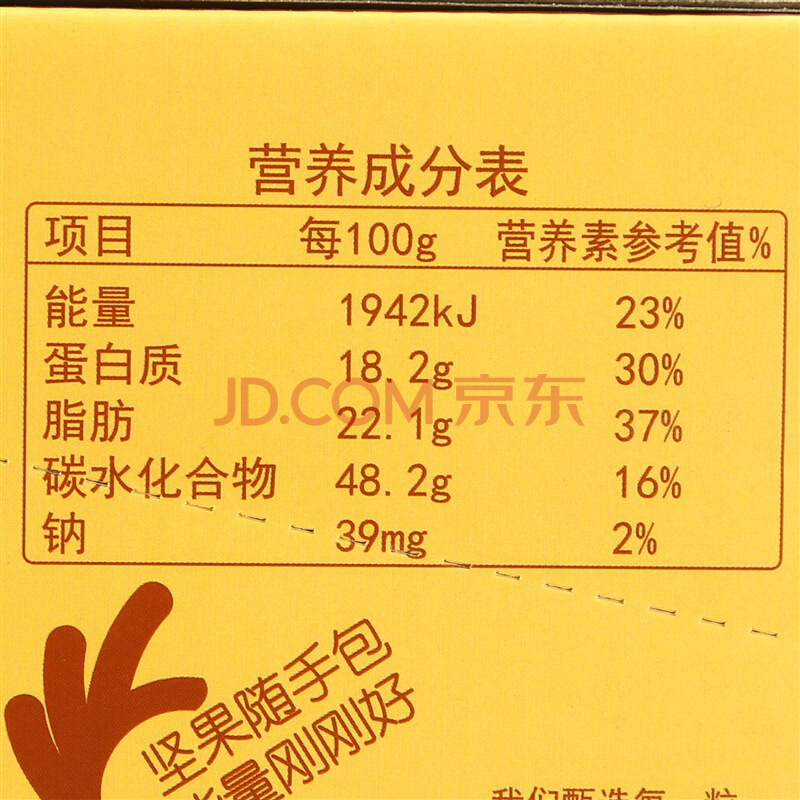 营养成分表
项目 每100g 营养素参考值%
能量 1942kJ 23%
蛋白质 18.2g 30%
JD.COM 京东
脂肪 22.1g 37%
碳水化合物 48.2g 16%
钠 39mg 2%
坚果随手包
能量刚刚好
我们甄选每一粒